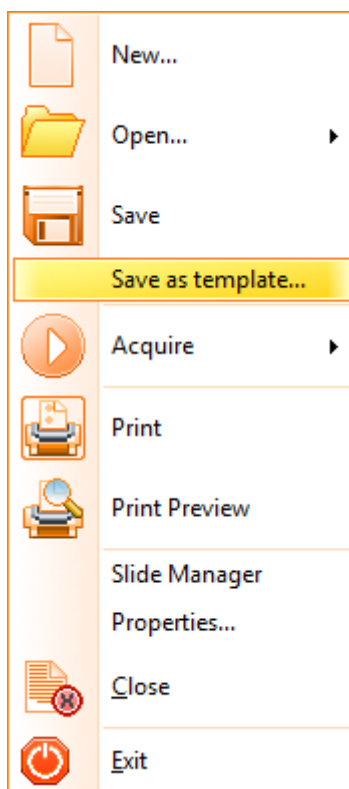 New...
Open...
Save
Save as template...
Acquire
Print
Print Preview
Slide Manager
Properties...
Close
Exit